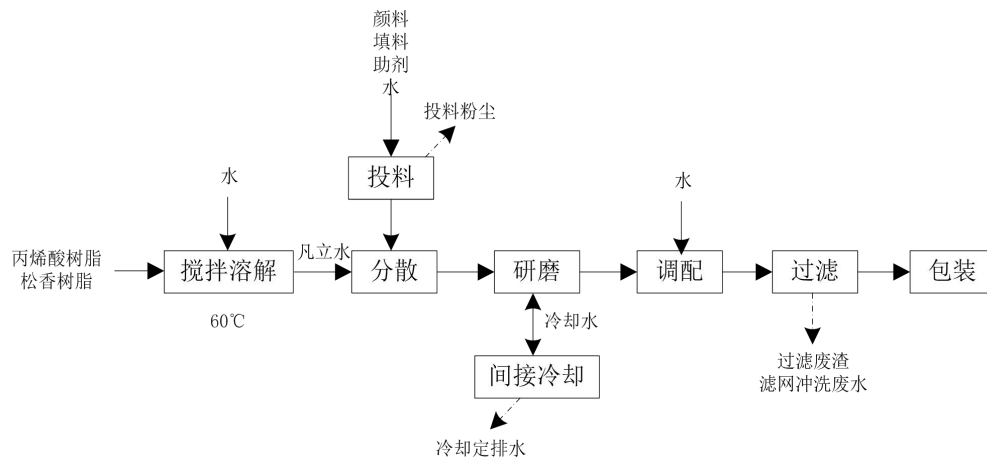 颜料
填料
助剂
水
投料粉尘
投料
水
水
丙烯酸树脂
松香树脂
搅拌溶解
凡立水
分散
研磨
调配
过滤
包装
60℃
冷却水
间接冷却
过滤废渣
滤网冲洗废水
冷却定排水